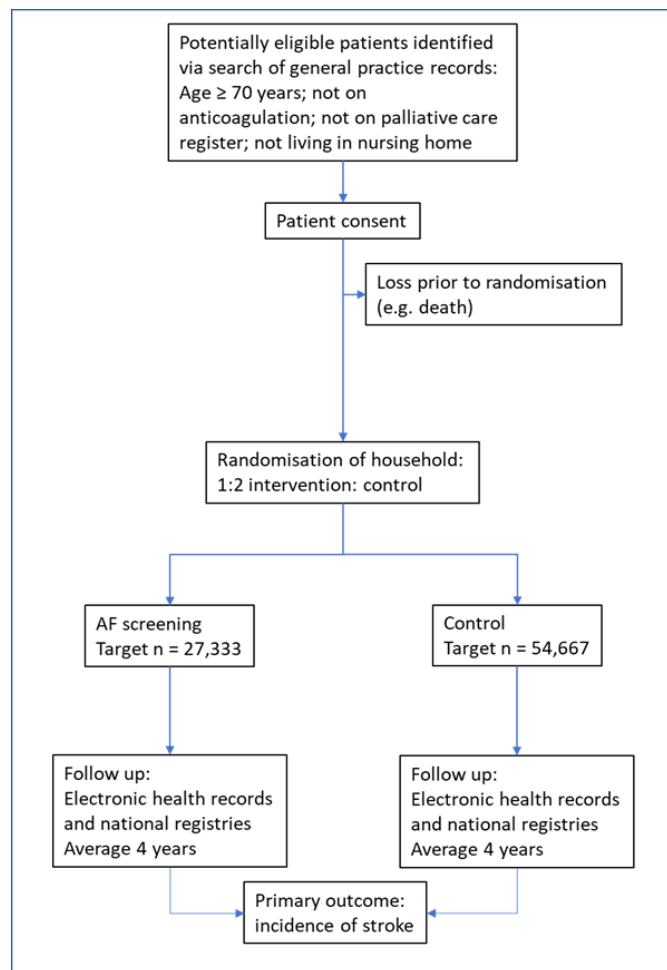 Potentially eligible patients identified
via search of general practice records:
Age ≥ 70 years; not on
anticoagulation; not on palliative care
register; not living in nursing home
Patient consent
Loss prior to randomisation
(e.g. death)
Randomisation of household:
1:2 intervention: control
AF screening
Target n = 27,333
Control
Target n = 54,667
Follow up:
Electronic health records
and national registries
Average 4 years
Follow up:
Electronic health records
and national registries
Average 4 years
Primary outcome:
incidence of stroke